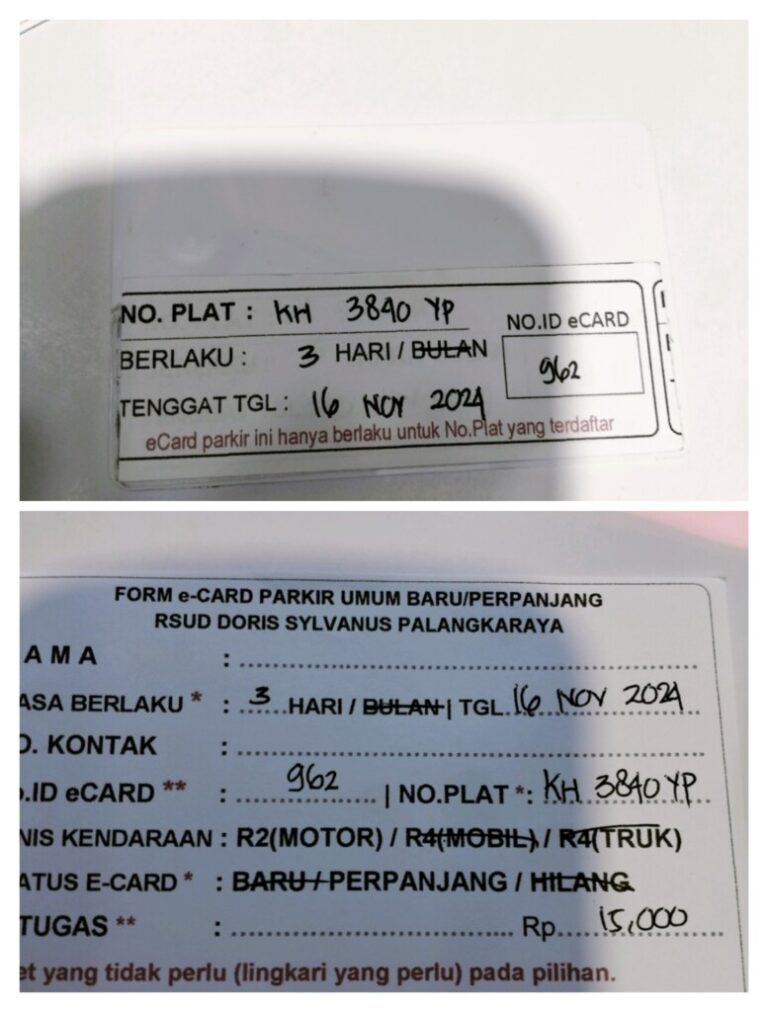 NO. PLAT : KH 3840 YP
NO.ID eCARD
BERLAKU : 3 HARI / BULAN
962
TENGGAT TGL : 16 NOV 2024
eCard parkir ini hanya berlaku untuk No.Plat yang terdaftar
FORM e-CARD PARKIR UMUM BARU/PERPANJANG
RSUD DORIS SYLVANUS PALANGKARAYA
AMA :
ASA BERLAKU * : 3 HARI / BULAN | TGL. 16 NOV 2024
O. KONTAK :
.ID eCARD ** : 962 | NO.PLAT *: KH 3840 YP
NIS KENDARAAN : R2(MOTOR) / R4(MOBIL) / R4(TRUK)
ATUS E-CARD * : BARU / PERPANJANG / HILANG
TUGAS ** : Rp. 15,000
et yang tidak perlu (lingkari yang perlu) pada pilihan.